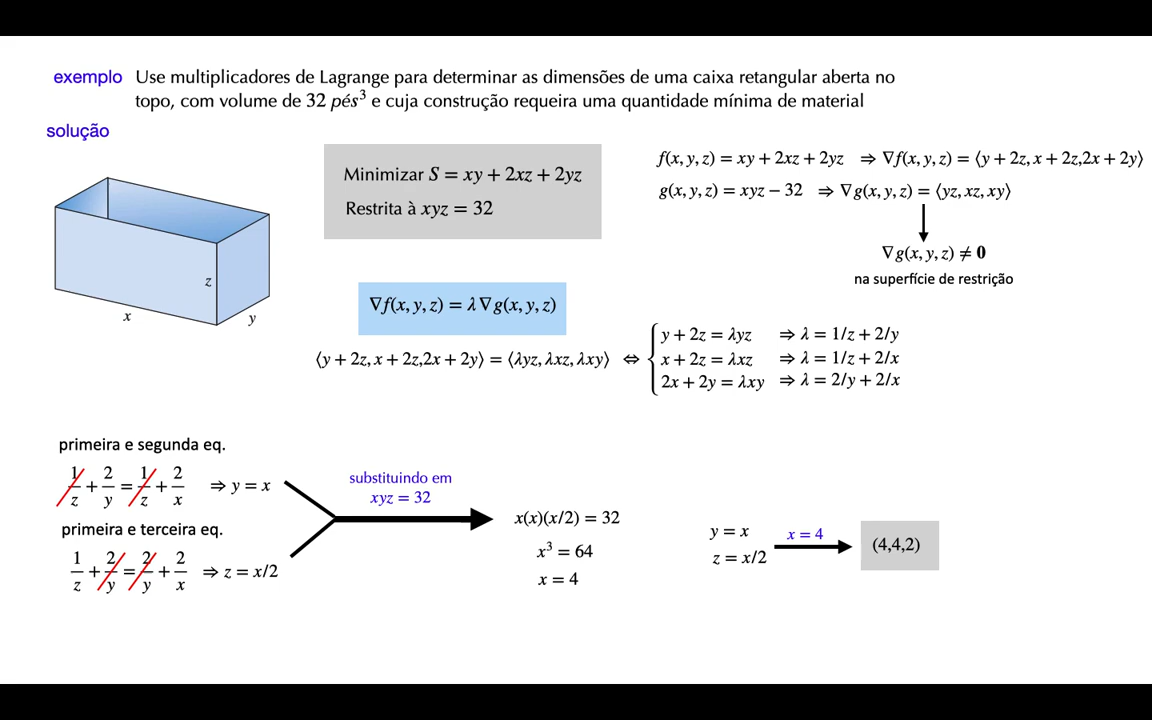 exemplo Use multiplicadores de Lagrange para determinar as dimensões de uma caixa retangular aberta no
topo, com volume de 32 pés³ e cuja construção requeira uma quantidade mínima de material
solução
x
y
z
Minimizar S = xy + 2xz + 2yz
Restrita à xyz = 32
f(x, y, z) = xy + 2xz + 2yz ⇒ ∇f(x, y, z) = ⟨y + 2z, x + 2z,2x + 2y⟩
g(x, y, z) = xyz − 32 ⇒ ∇g(x, y, z) = ⟨yz, xz, xy⟩
∇g(x, y, z) ≠ 0
na superfície de restrição
∇f(x, y, z) = λ∇g(x, y, z)
⟨y + 2z, x + 2z,2x + 2y⟩ = ⟨λyz, λxz, λxy⟩ ⇔
y + 2z = λyz ⇒ λ = 1/z + 2/y
x + 2z = λxz ⇒ λ = 1/z + 2/x
2x + 2y = λxy ⇒ λ = 2/y + 2/x
primeira e segunda eq.
1/z + 2/y = 1/z + 2/x ⇒ y = x
primeira e terceira eq.
1/z + 2/y = 2/y + 2/x ⇒ z = x/2
substituindo em
xyz = 32
x(x)(x/2) = 32
x³ = 64
x = 4
y = x
z = x/2
x = 4
(4,4,2)